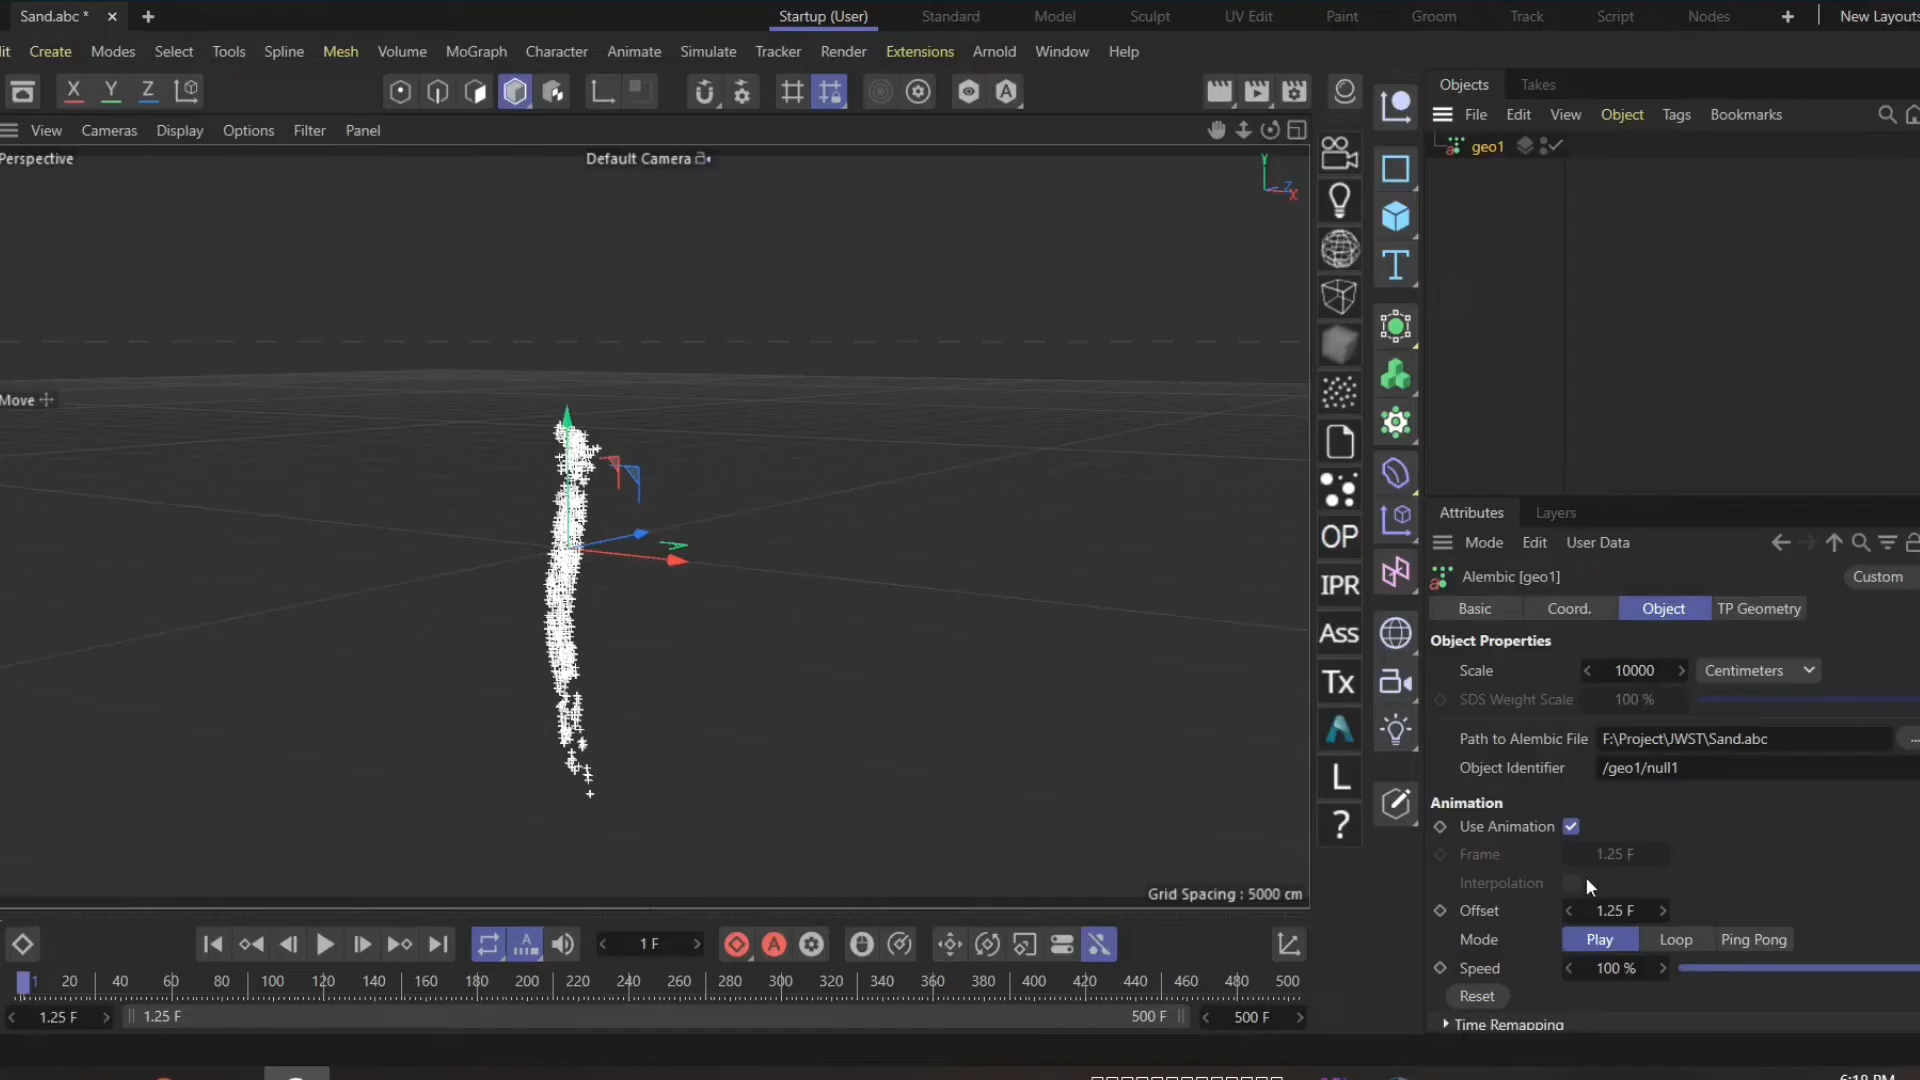 Sand.abc *
Startup (User) Standard Model Sculpt UV Edit Paint Groom Track Script Nodes New Layouts
it Create Modes Select Tools Spline Mesh Volume MoGraph Character Animate Simulate Tracker Render Extensions Arnold Window Help
X Y Z
A
Objects Takes
File Edit View Object Tags Bookmarks
View Cameras Display Options Filter Panel
geo1
Perspective
Default Camera
Y
Z
X
Move
OP
IPR
Ass
Tx
L
?
T
Grid Spacing : 5000 cm
Attributes Layers
Mode Edit User Data
Alembic [geo1]
Custom
Basic Coord. Object TP Geometry
Object Properties
Scale 10000 Centimeters
SDS Weight Scale 100 %
Path to Alembic File F:\Project\JWST\Sand.abc ...
Object Identifier /geo1/null1
Animation
Use Animation
Frame 1.25 F
Interpolation
Offset 1.25 F
Mode Play Loop Ping Pong
Speed 100 %
Reset
Time Remapping
A 1 F A
1 20 40 60 80 100 120 140 160 180 200 220 240 260 280 300 320 340 360 380 400 420 440 460 480 500
1.25 F 1.25 F 500 F 500 F
6:18 PM